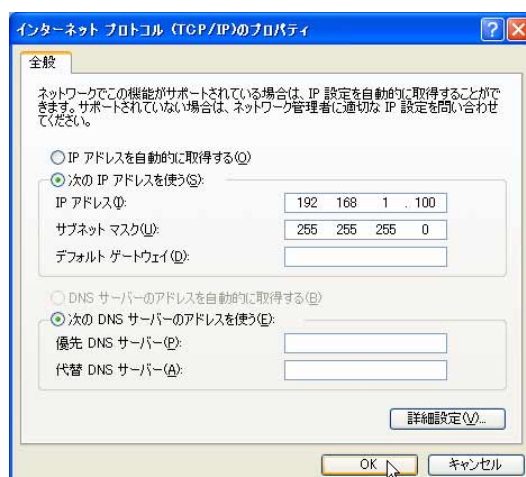 インターネット プロトコル (TCP/IP)のプロパティ
全般
ネットワークでこの機能がサポートされている場合は、IP 設定を自動的に取得することがで
きます。サポートされていない場合は、ネットワーク管理者に適切な IP 設定を問い合わせ
てください。
IP アドレスを自動的に取得する(O)
次の IP アドレスを使う(S):
IP アドレス(I): 192 168 1 . 100
サブネット マスク(U): 255 255 255 0
デフォルト ゲートウェイ(D):
DNS サーバーのアドレスを自動的に取得する(B)
次の DNS サーバーのアドレスを使う(E):
優先 DNS サーバー(P):
代替 DNS サーバー(A):
詳細設定(V)...
OK キャンセル